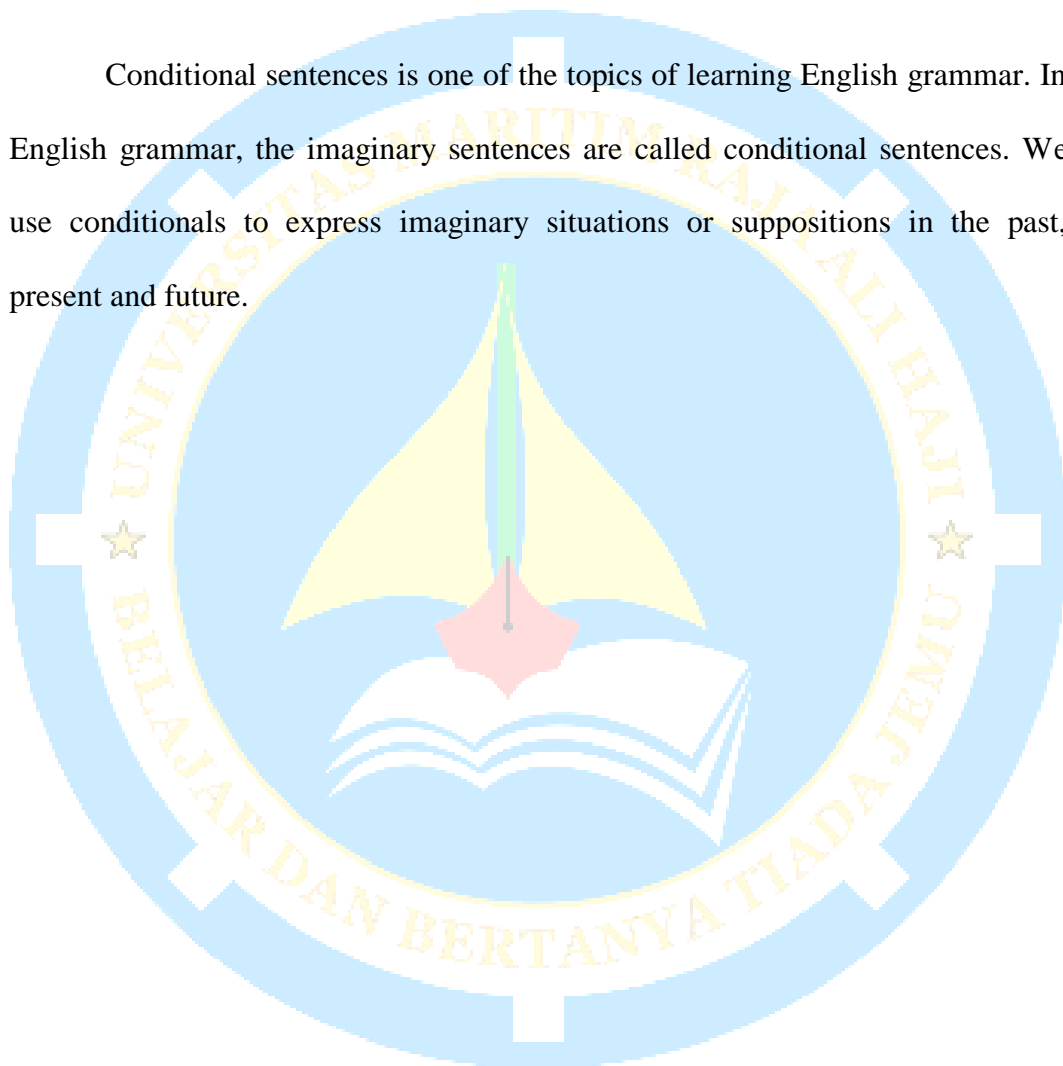 Conditional sentences is one of the topics of learning English grammar. In
English grammar, the imaginary sentences are called conditional sentences. We
use conditionals to express imaginary situations or suppositions in the past,
present and future.
UNIVERSITAS MARITIM RAJA ALI HAJI
BELAJAR DAN BERTANYA TIADA JEMU